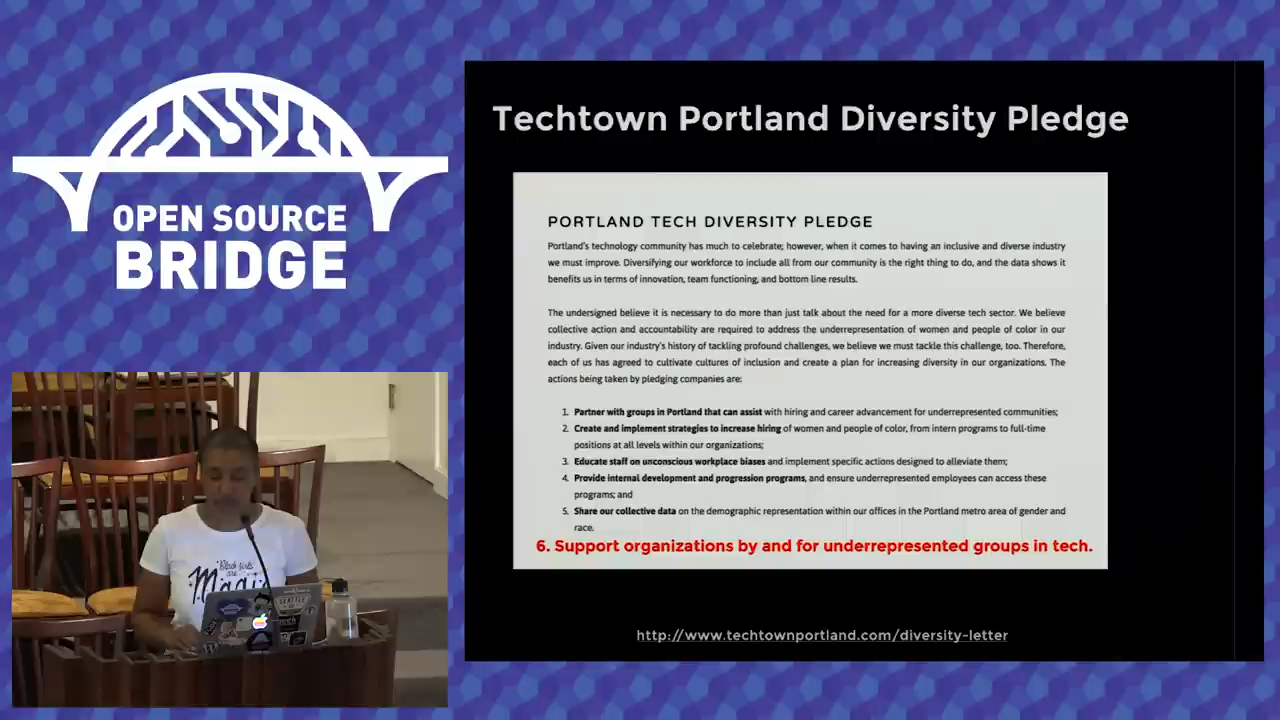 OPEN SOURCE
BRIDGE
Techtown Portland Diversity Pledge
PORTLAND TECH DIVERSITY PLEDGE
Portland's technology community has much to celebrate; however, when it comes to having an inclusive and diverse industry
we must improve. Diversifying our workforce to include all from our community is the right thing to do, and the data shows it
benefits us in terms of innovation, team functioning, and bottom line results.
The undersigned believe it is necessary to do more than just talk about the need for a more diverse tech sector. We believe
collective action and accountability are required to address the underrepresentation of women and people of color in our
industry. Given our industry's history of tackling profound challenges, we believe we must tackle this challenge, too. Therefore,
each of us has agreed to cultivate cultures of inclusion and create a plan for increasing diversity in our organizations. The
actions being taken by pledging companies are:
1. Partner with groups in Portland that can assist with hiring and career advancement for underrepresented communities;
2. Create and implement strategies to increase hiring of women and people of color, from intern programs to full-time
positions at all levels within our organizations;
3. Educate staff on unconscious workplace biases and implement specific actions designed to alleviate them;
4. Provide internal development and progression programs, and ensure underrepresented employees can access these
programs; and
5. Share our collective data on the demographic representation within our offices in the Portland metro area of gender and
race.
6. Support organizations by and for underrepresented groups in tech.
http://www.techtownportland.com/diversity-letter
Black girls
are
Magic
SEATTLE